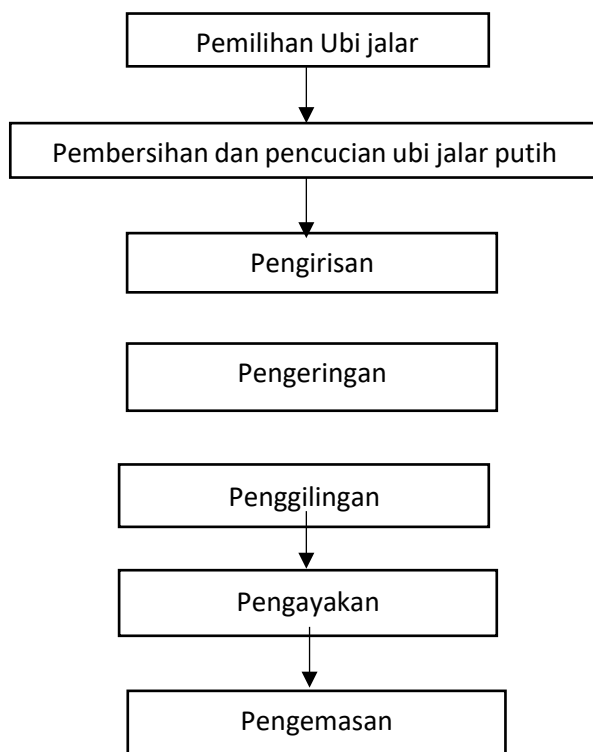 Pemilihan Ubi jalar
Pembersihan dan pencucian ubi jalar putih
Pengirisan
Pengeringan
Penggilingan
Pengayakan
Pengemasan